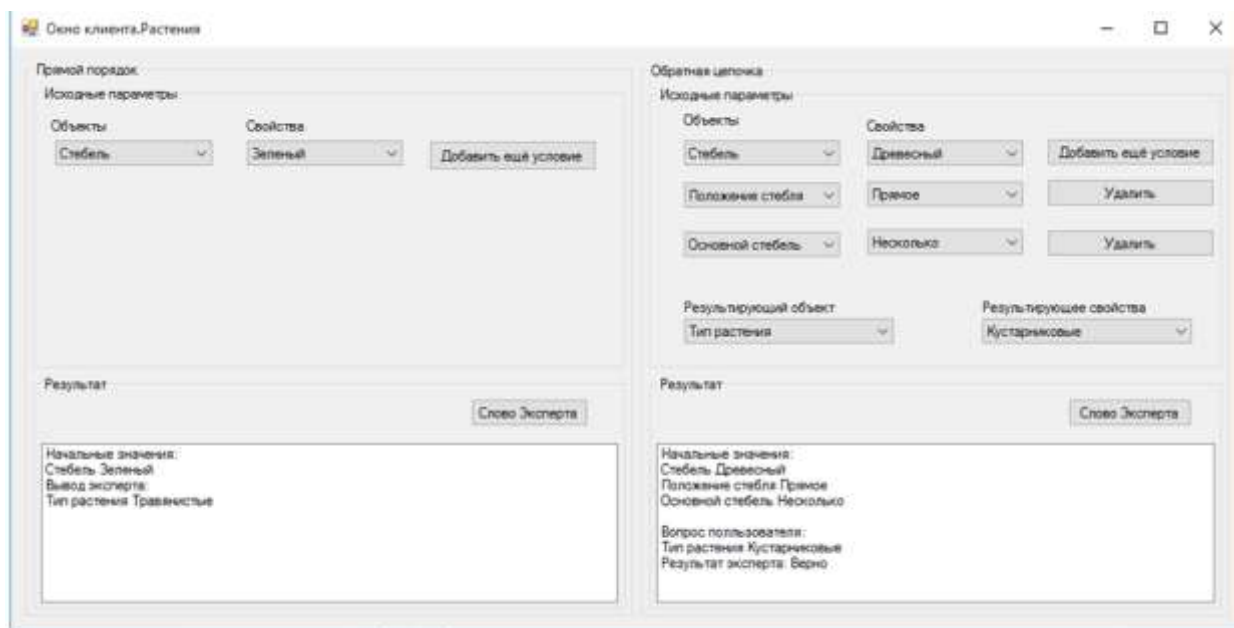 Окно клиента.Растения
Прямой порядок
Исходные параметры
Объекты
Свойства
Стебель
Зеленый
Добавить ещё условие
Результат
Слово Эксперта
Начальные значения:
Стебель Зеленый
Вывод эксперта:
Тип растения Травянистые
Обратная цепочка
Исходные параметры
Объекты
Свойства
Стебель
Древесный
Добавить ещё условие
Положение стебля
Прямое
Удалить
Основной стебель
Несколько
Удалить
Результирующий объект
Результирующее свойства
Тип растения
Кустарниковые
Результат
Слово Эксперта
Начальные значения:
Стебель Древесный
Положение стебля Прямое
Основной стебель Несколько
Вопрос полльзователя:
Тип растения Кустарниковые
Результат эксперта: Верно